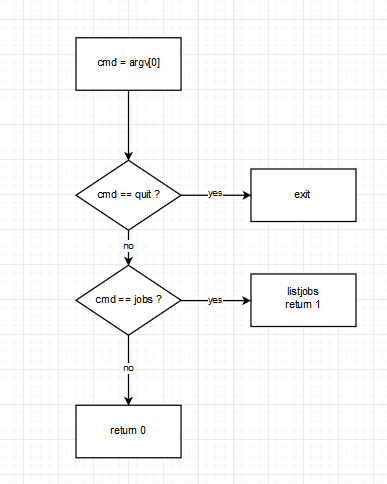 cmd = argv[0]
cmd == quit ?
yes
exit
no
cmd == jobs ?
yes
listjobs
return 1
no
return 0